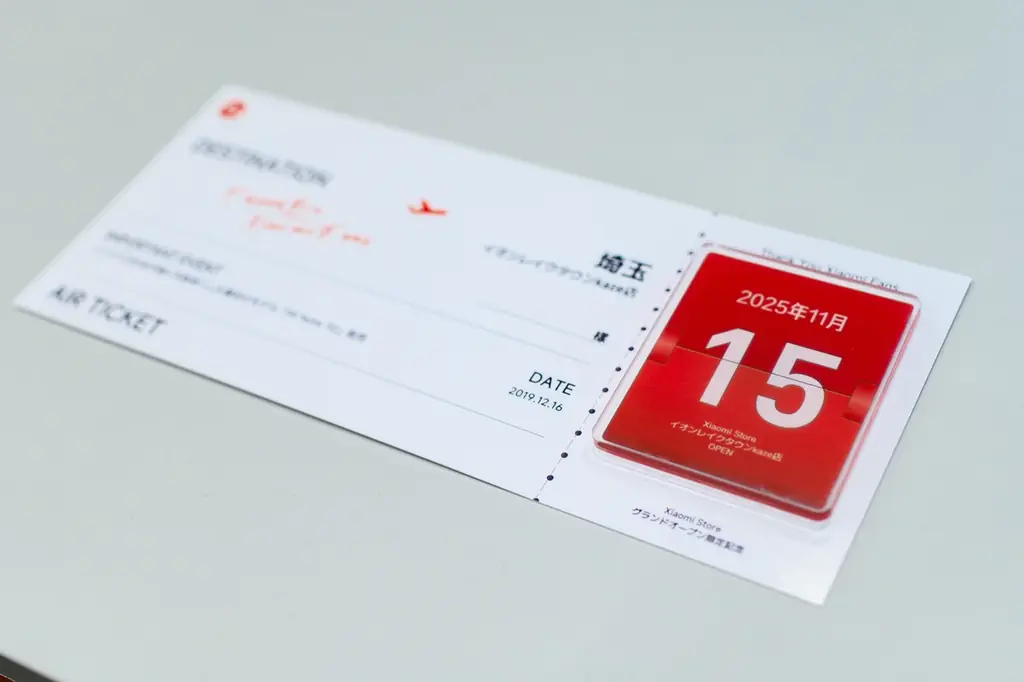 DESTINATION
埼玉
イオンレイクタウンkaze店
IMPORTANT EVENT
様
AIR TICKET
DATE
2019.12.16
Thank You Xiaomi Fans
2025年11月
15
Xiaomi Store
イオンレイクタウンkaze店
OPEN
Xiaomi Store
グランドオープン限定記念